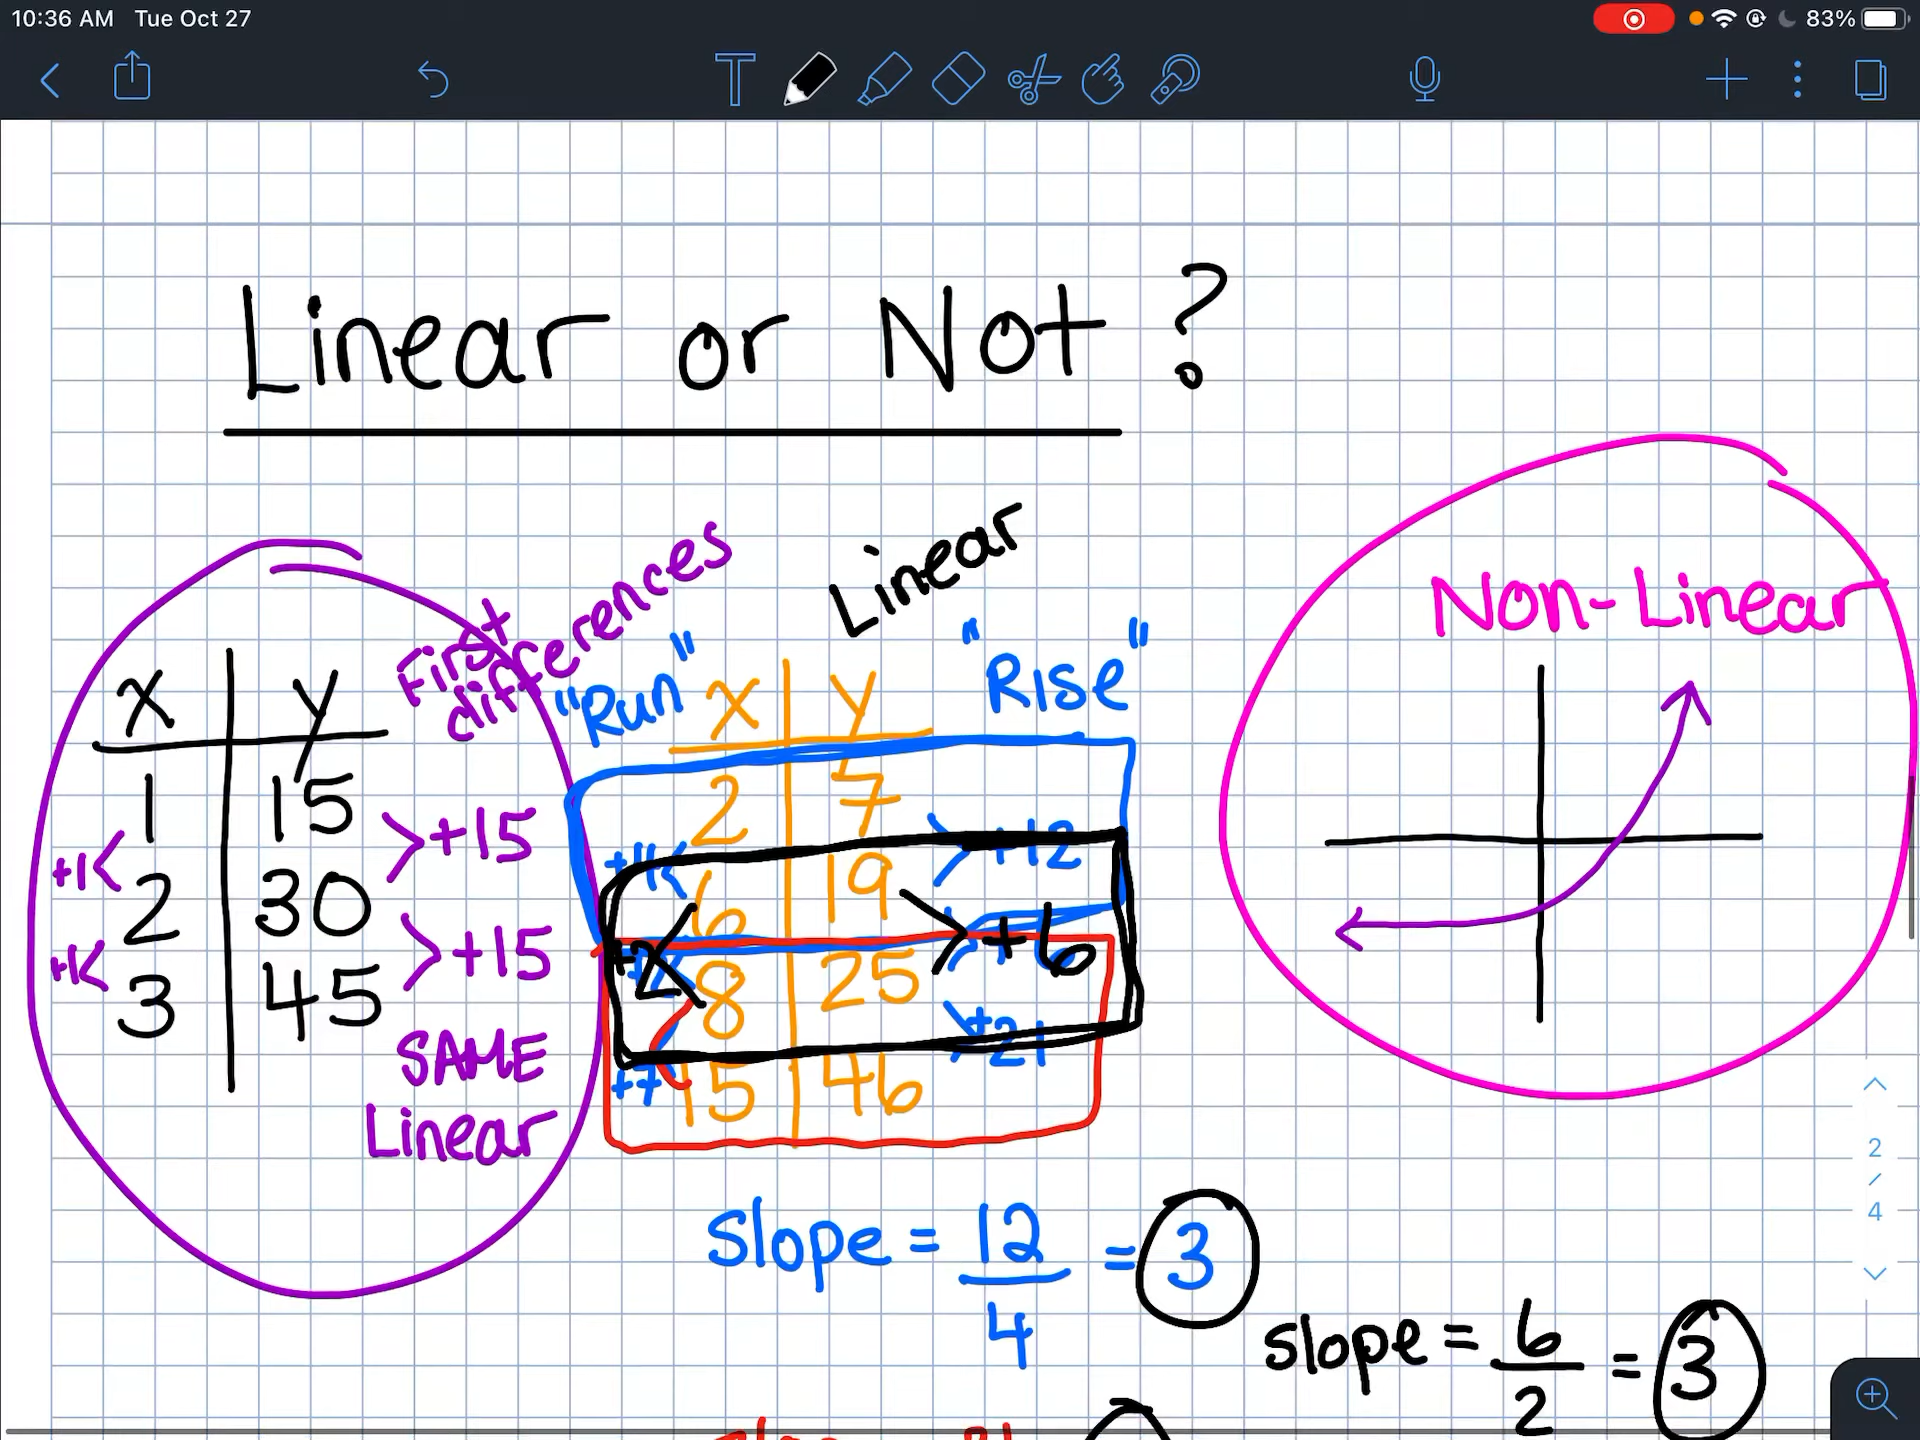 10:36 AM Tue Oct 27
83%
Linear or Not ?
First
differences
x y
1 15
2 30
3 45
+1
+1
>+15
>+15
SAME
Linear
Linear
"Run" x y "Rise"
2 7
6 19
8 25
15 46
+12
+2
+6
+7
+21
Slope = 12/4 = 3
slope = 6/2 = 3
Non-Linear
2
/
4